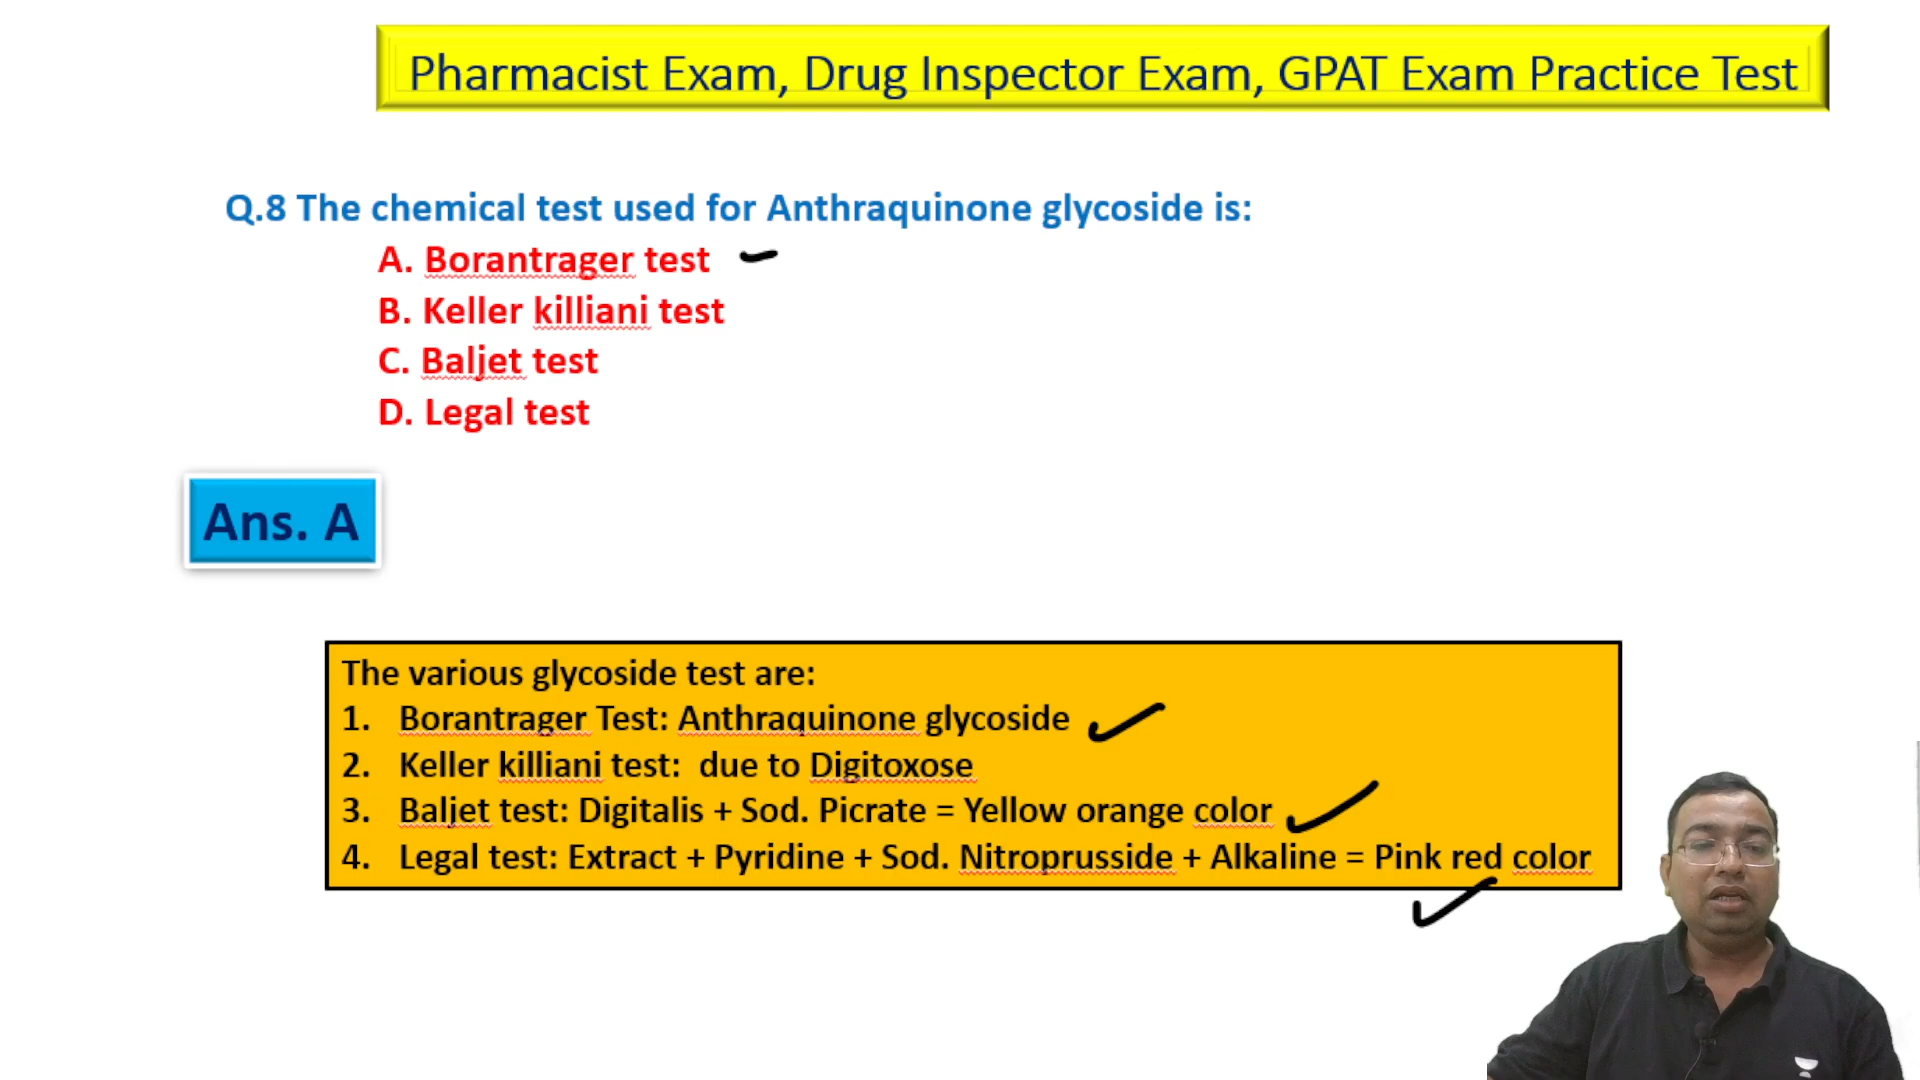 Pharmacist Exam, Drug Inspector Exam, GPAT Exam Practice Test
Q.8 The chemical test used for Anthraquinone glycoside is:
A. Borantrager test
B. Keller killiani test
C. Baljet test
D. Legal test
Ans. A
The various glycoside test are:
1. Borantrager Test: Anthraquinone glycoside
2. Keller killiani test: due to Digitoxose
3. Baljet test: Digitalis + Sod. Picrate = Yellow orange color
4. Legal test: Extract + Pyridine + Sod. Nitroprusside + Alkaline = Pink red color